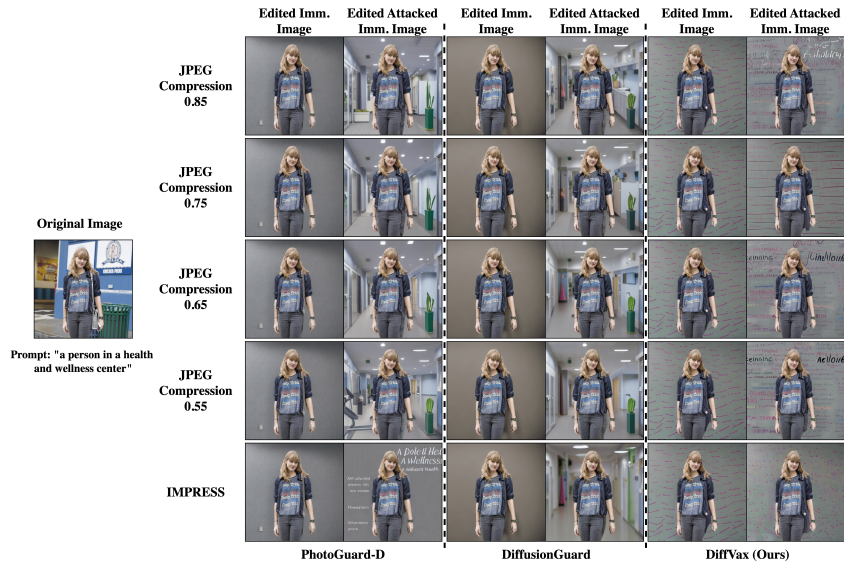 Edited Imm. Image
Edited Attacked Imm. Image
Edited Imm. Image
Edited Attacked Imm. Image
Edited Imm. Image
Edited Attacked Imm. Image
JPEG
Compression
0.85
JPEG
Compression
0.75
Original Image
JPEG
Compression
0.65
Prompt: "a person in a health
and wellness center"
JPEG
Compression
0.55
IMPRESS
PhotoGuard-D
DiffusionGuard
DiffVax (Ours)